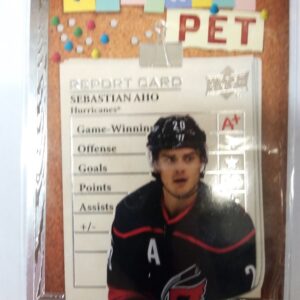 PET
REPORT CARD
SEBASTIAN AHO
Hurricanes®
Game-Winning
A+
Offense
Goals
Points
Assists
+/-
20
A